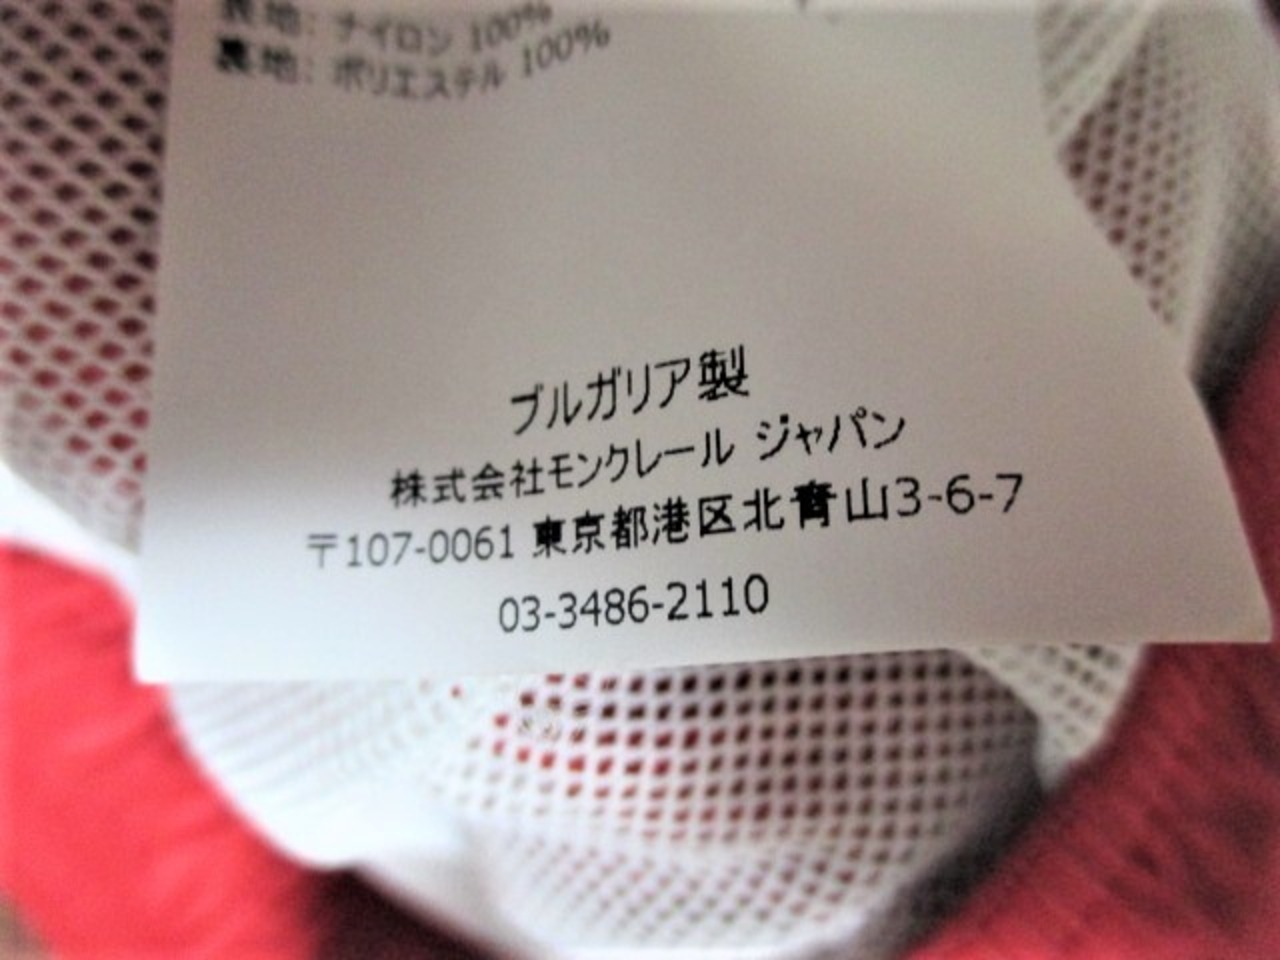 表地: ナイロン 100%
裏地: ポリエステル 100%
ブルガリア製
株式会社モンクレール ジャパン
〒107-0061 東京都港区北青山3-6-7
03-3486-2110